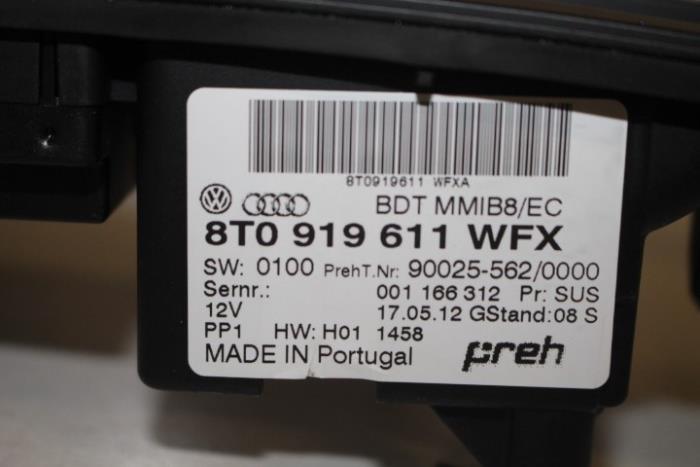 8T0919611 WFXA
BDT MMIB8/EC
8T0 919 611 WFX
SW: 0100 PrehT.Nr: 90025-562/0000
Sernr.: 001 166 312 Pr: SUS
12V 17.05.12 GStand: 08 S
PP1 HW: H01 1458
MADE IN Portugal preh